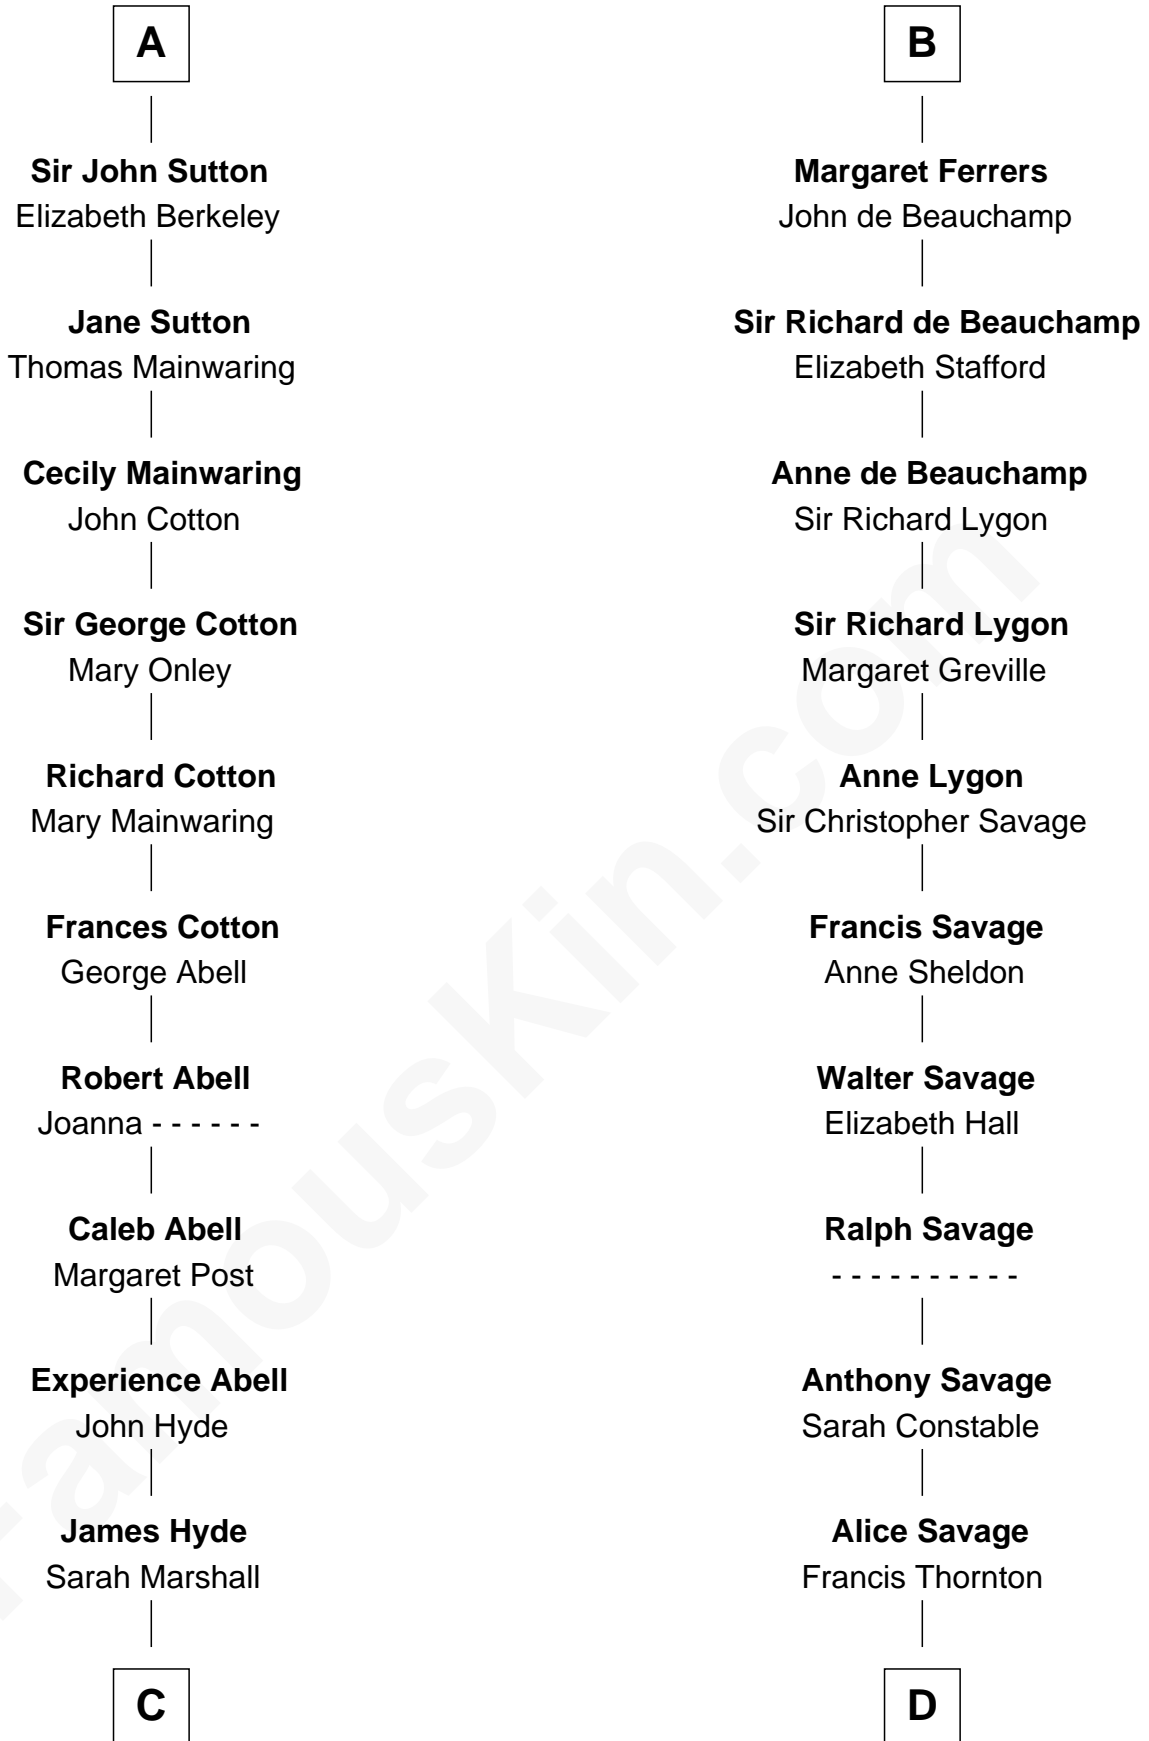 A
Sir John Sutton
Elizabeth Berkeley
Jane Sutton
Thomas Mainwaring
Cecily Mainwaring
John Cotton
Sir George Cotton
Mary Onley
Richard Cotton
Mary Mainwaring
Frances Cotton
George Abell
Robert Abell
Joanna - - - - - -
Caleb Abell
Margaret Post
Experience Abell
John Hyde
James Hyde
Sarah Marshall
C
B
Margaret Ferrers
John de Beauchamp
Sir Richard de Beauchamp
Elizabeth Stafford
Anne de Beauchamp
Sir Richard Lygon
Sir Richard Lygon
Margaret Greville
Anne Lygon
Sir Christopher Savage
Francis Savage
Anne Sheldon
Walter Savage
Elizabeth Hall
Ralph Savage
- - - - - - - - - -
Anthony Savage
Sarah Constable
Alice Savage
Francis Thornton
D
FamousKin.com